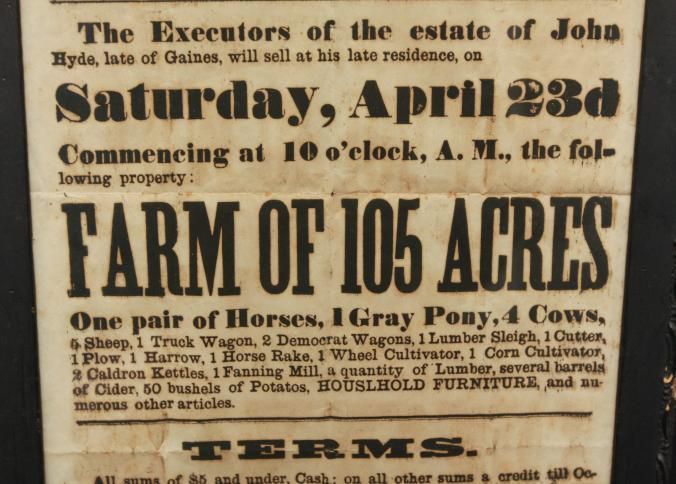 The Executors of the estate of John
Hyde, late of Gaines, will sell at his late residence, on
Saturday, April 23d
Commencing at 10 o'clock, A. M., the fol-
lowing property:
FARM OF 105 ACRES
One pair of Horses, 1 Gray Pony, 4 Cows,
5 Sheep, 1 Truck Wagon, 2 Democrat Wagons, 1 Lumber Sleigh, 1 Cutter,
1 Plow, 1 Harrow, 1 Horse Rake, 1 Wheel Cultivator, 1 Corn Cultivator,
2 Caldron Kettles, 1 Fanning Mill, a quantity of Lumber, several barrels
of Cider, 50 bushels of Potatos, HOUSLHOLD FURNITURE, and nu-
merous other articles.
TERMS.
All sums of $5 and under, Cash; on all other sums a credit till Oc-